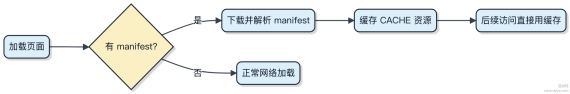 加载页面
有 manifest?
是
下载并解析 manifest
缓存 CACHE 资源
后续访问直接用缓存
否
正常网络加载